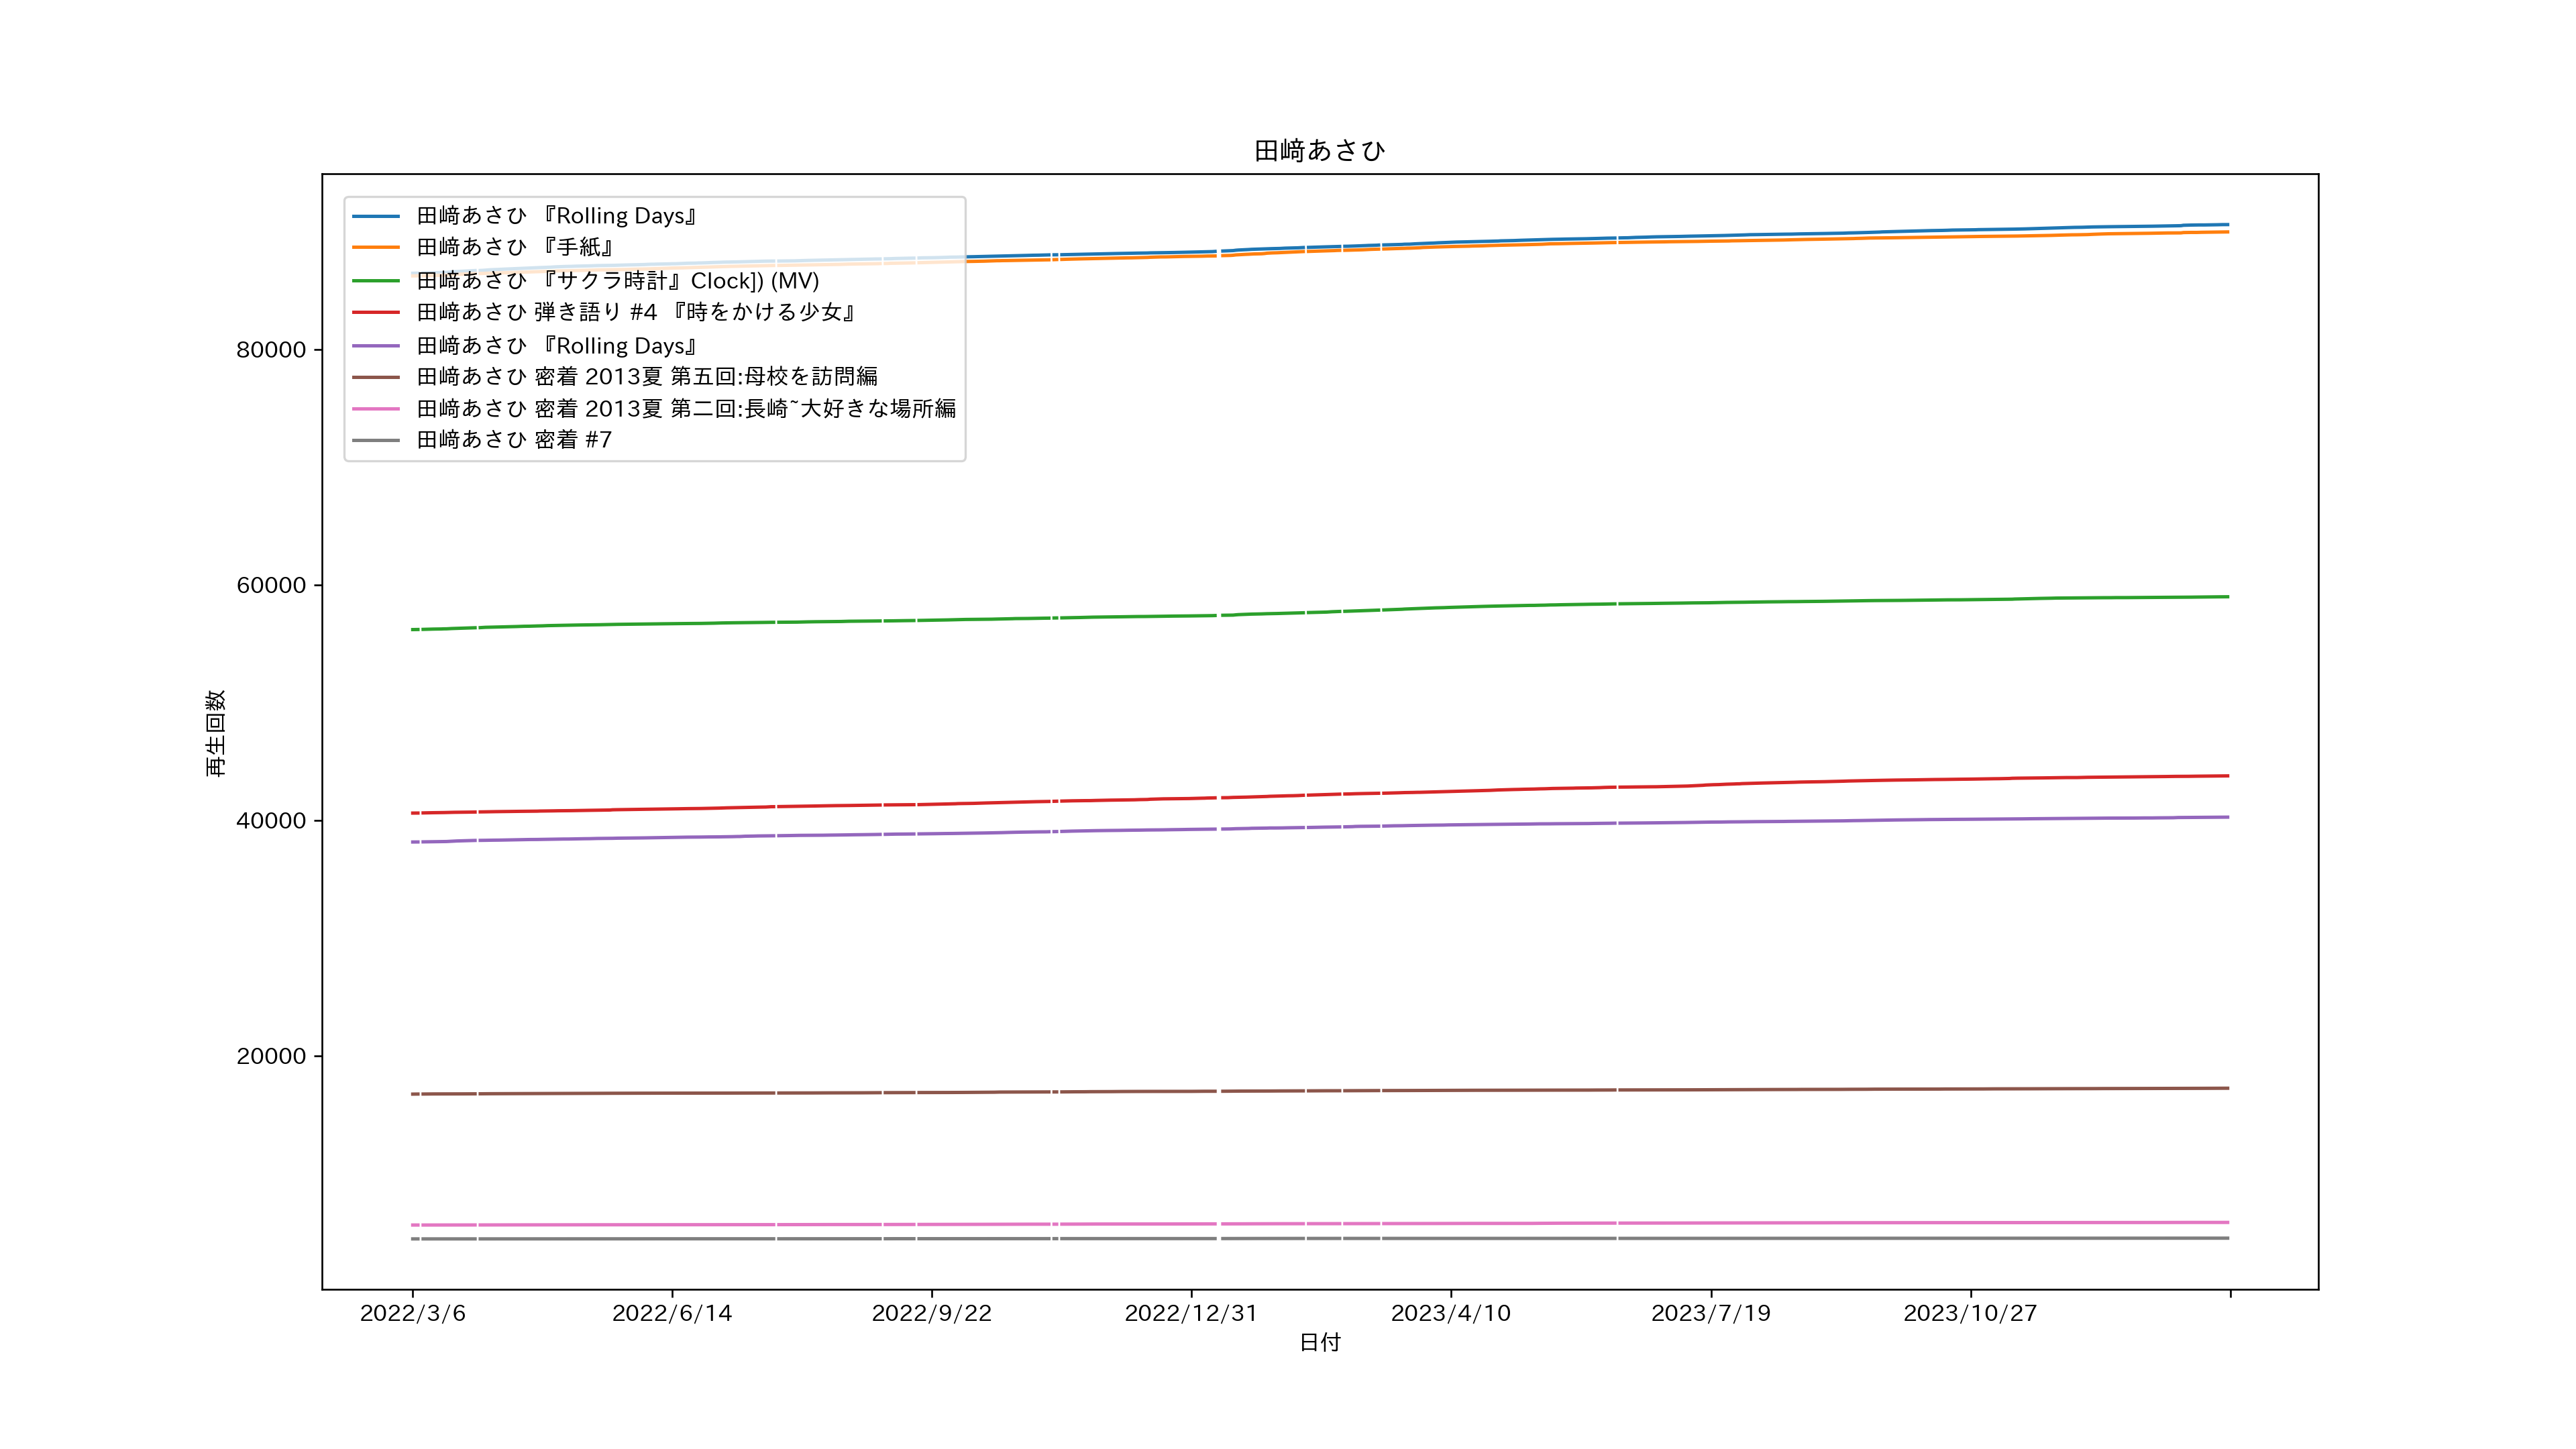 田﨑あさひ
田﨑あさひ 『Rolling Days』
田﨑あさひ 『手紙』
田﨑あさひ 『サクラ時計』Clock]) (MV)
田﨑あさひ 弾き語り #4 『時をかける少女』
田﨑あさひ 『Rolling Days』
田﨑あさひ 密着 2013夏 第五回:母校を訪問編
田﨑あさひ 密着 2013夏 第二回:長崎~大好きな場所編
田﨑あさひ 密着 #7
80000
60000
40000
20000
再生回数
2022/3/6
2022/6/14
2022/9/22
2022/12/31
2023/4/10
2023/7/19
2023/10/27
日付